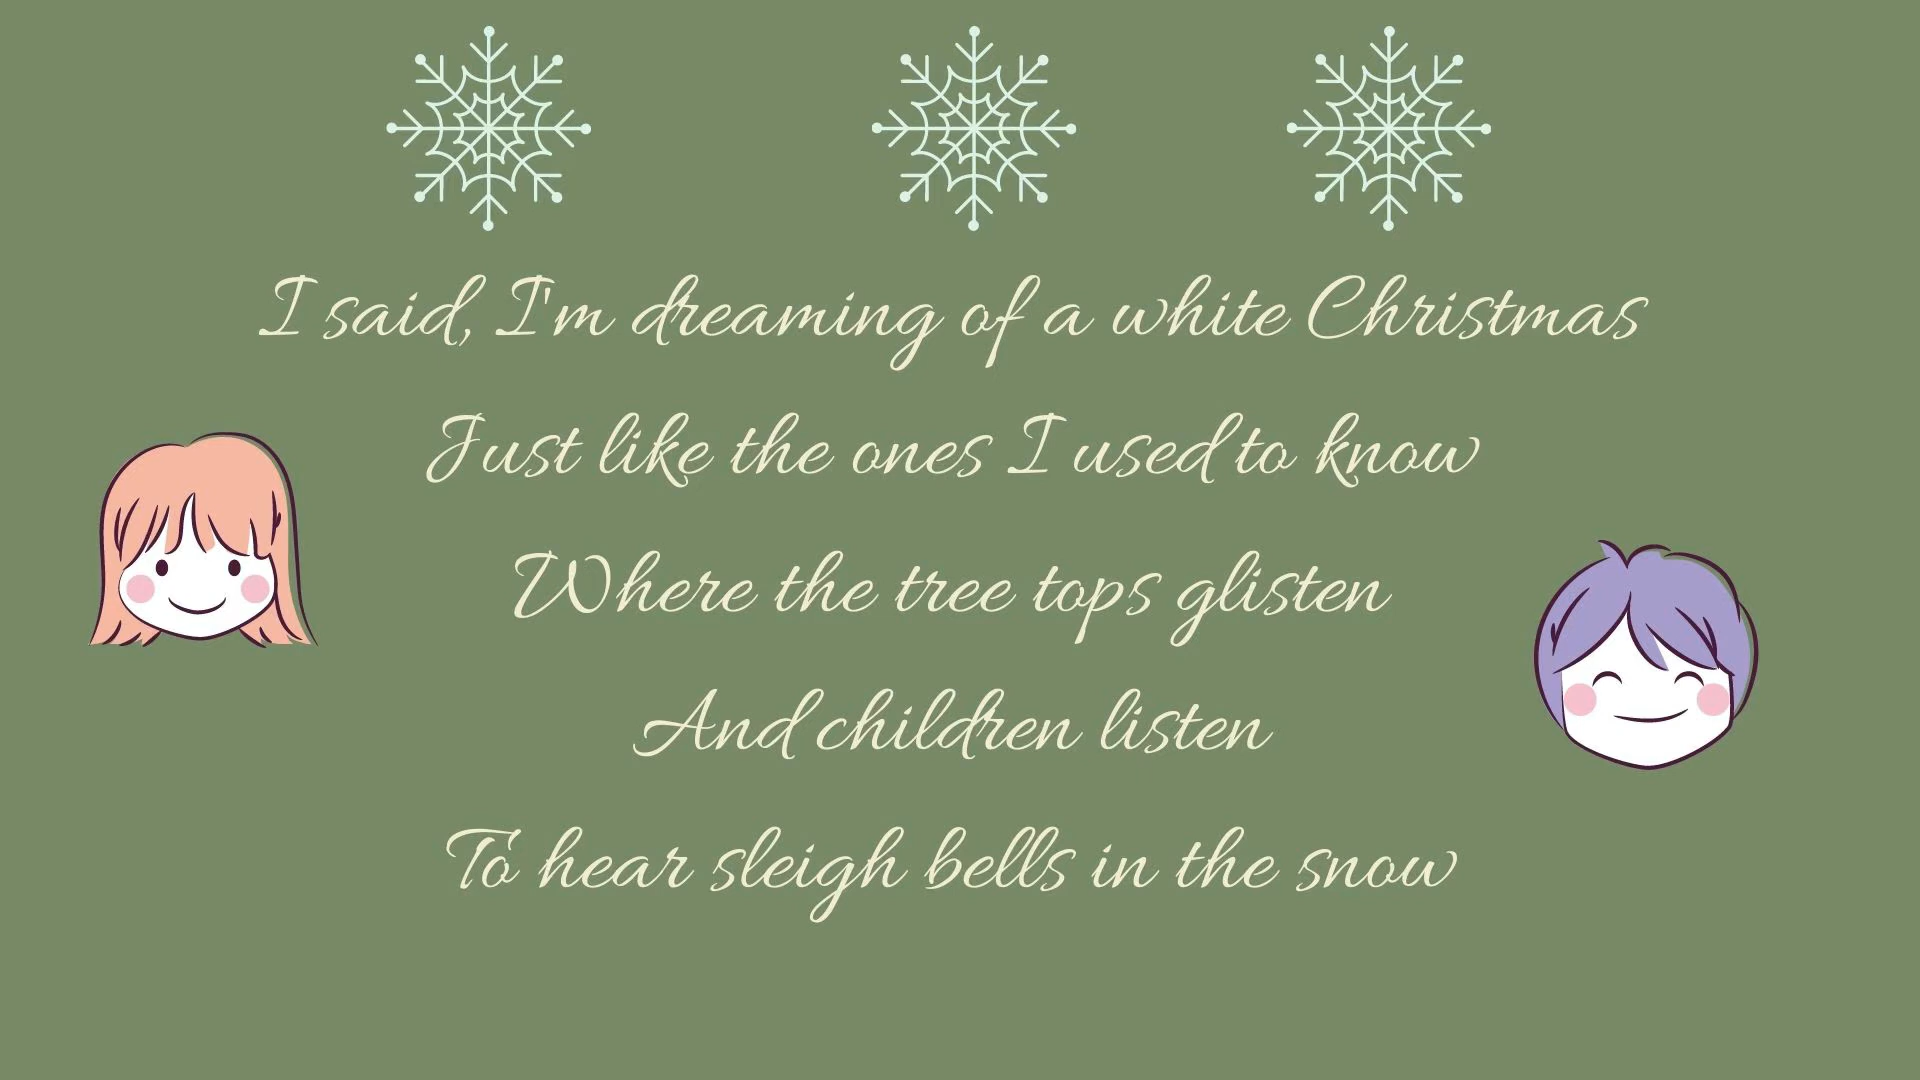 I said, I'm dreaming of a white Christmas
Just like the ones I used to know
Where the tree tops glisten
And children listen
To hear sleigh bells in the snow